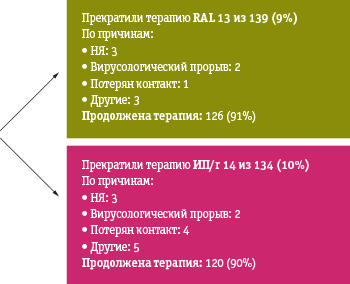 Прекратили терапию RAL 13 из 139 (9%)
По причинам:
• НЯ: 3
• Вирусологический прорыв: 2
• Потерян контакт: 1
• Другие: 3
Продолжена терапия: 126 (91%)
Прекратили терапию ИП/r 14 из 134 (10%)
По причинам:
• НЯ: 3
• Вирусологический прорыв: 2
• Потерян контакт: 4
• Другие: 5
Продолжена терапия: 120 (90%)